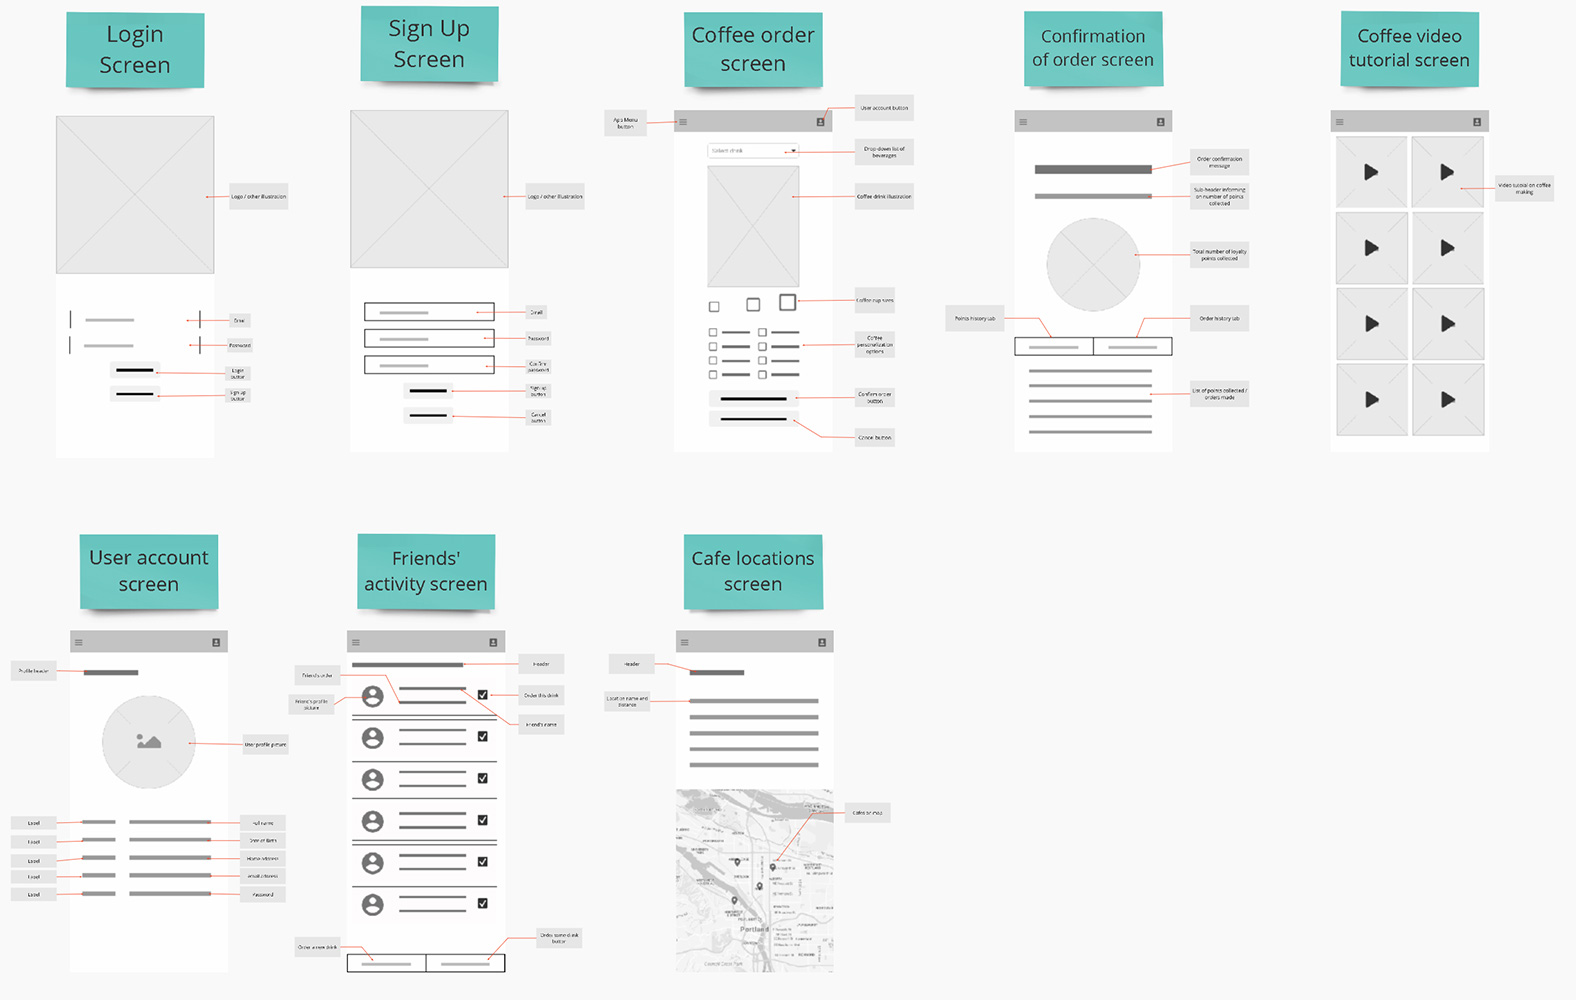 Login
Screen
Sign Up
Screen
Coffee order
screen
Confirmation
of order screen
Coffee video
tutorial screen
Logo / other illustration
Email
Password
Login
button
Sign up
button
Logo / other illustration
Email
Password
Confirm
password
Sign up
button
Cancel
button
App Menu
button
User account button
Select drink
Drop-down list of
beverages
Coffee drink illustration
Coffee cup sizes
Coffee
personalization
options
Confirm order
button
Cancel button
Order confirmation
message
Sub-header informing
on number of points
collected
Total number of loyalty
points collected
Points history tab
Order history tab
List of points collected /
orders made
Video tutorial on coffee
making
User account
screen
Friends'
activity screen
Cafe locations
screen
Profile header
User profile picture
Label
Full name
Label
Date of Birth
Label
Home address
Label
Email address
Label
Password
Header
Friend's order
Order this drink
Friend's profile
picture
Friend's name
Order a new drink
Order same drink
button
Header
Location name and
distance
Cafes on map
Portland